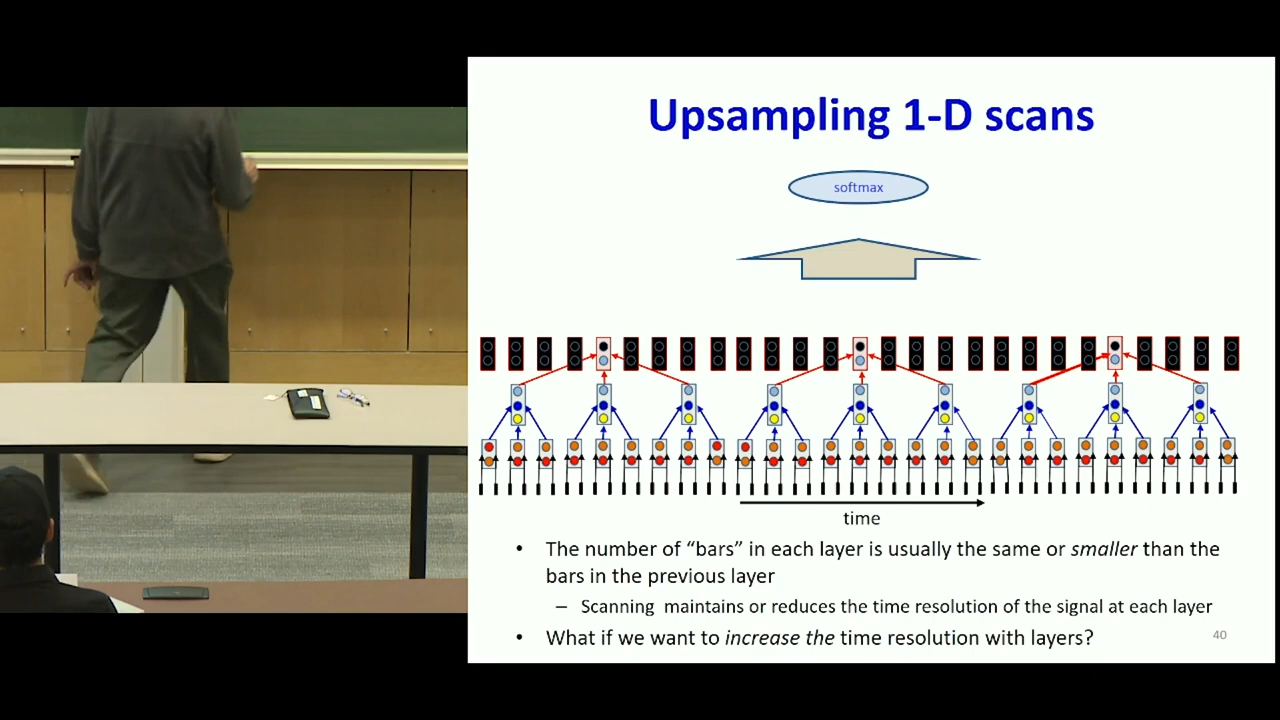 Upsampling 1-D scans
softmax
time
• The number of “bars” in each layer is usually the same or smaller than the
bars in the previous layer
– Scanning maintains or reduces the time resolution of the signal at each layer
• What if we want to increase the time resolution with layers?
40